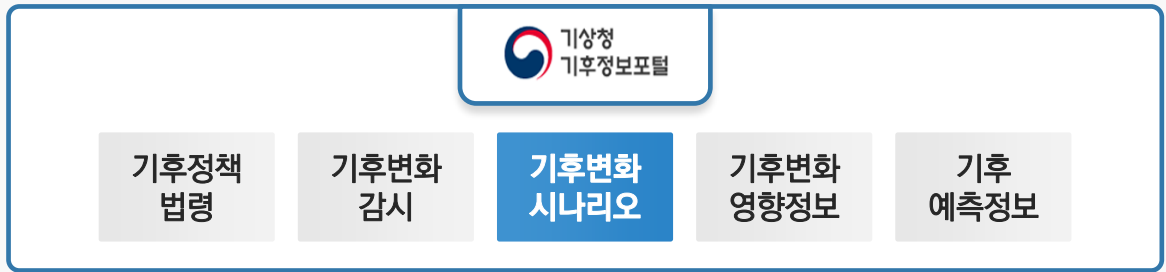 기상청
기후정보포털
기후정책
법령
기후변화
감시
기후변화
시나리오
기후변화
영향정보
기후
예측정보